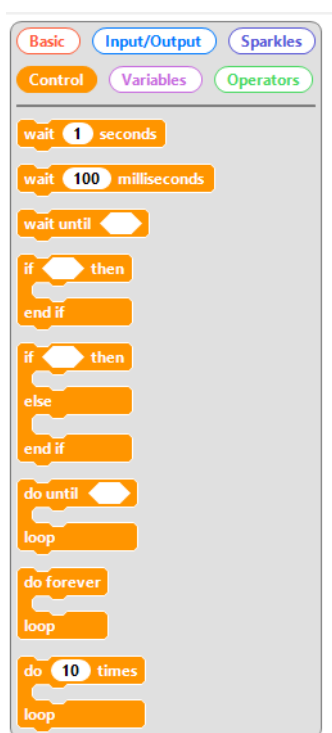 Basic Input/Output Sparkles
Control Variables Operators
wait 1 seconds
wait 100 milliseconds
wait until
if then
end if
if then
else
end if
do until
loop
do forever
loop
do 10 times
loop